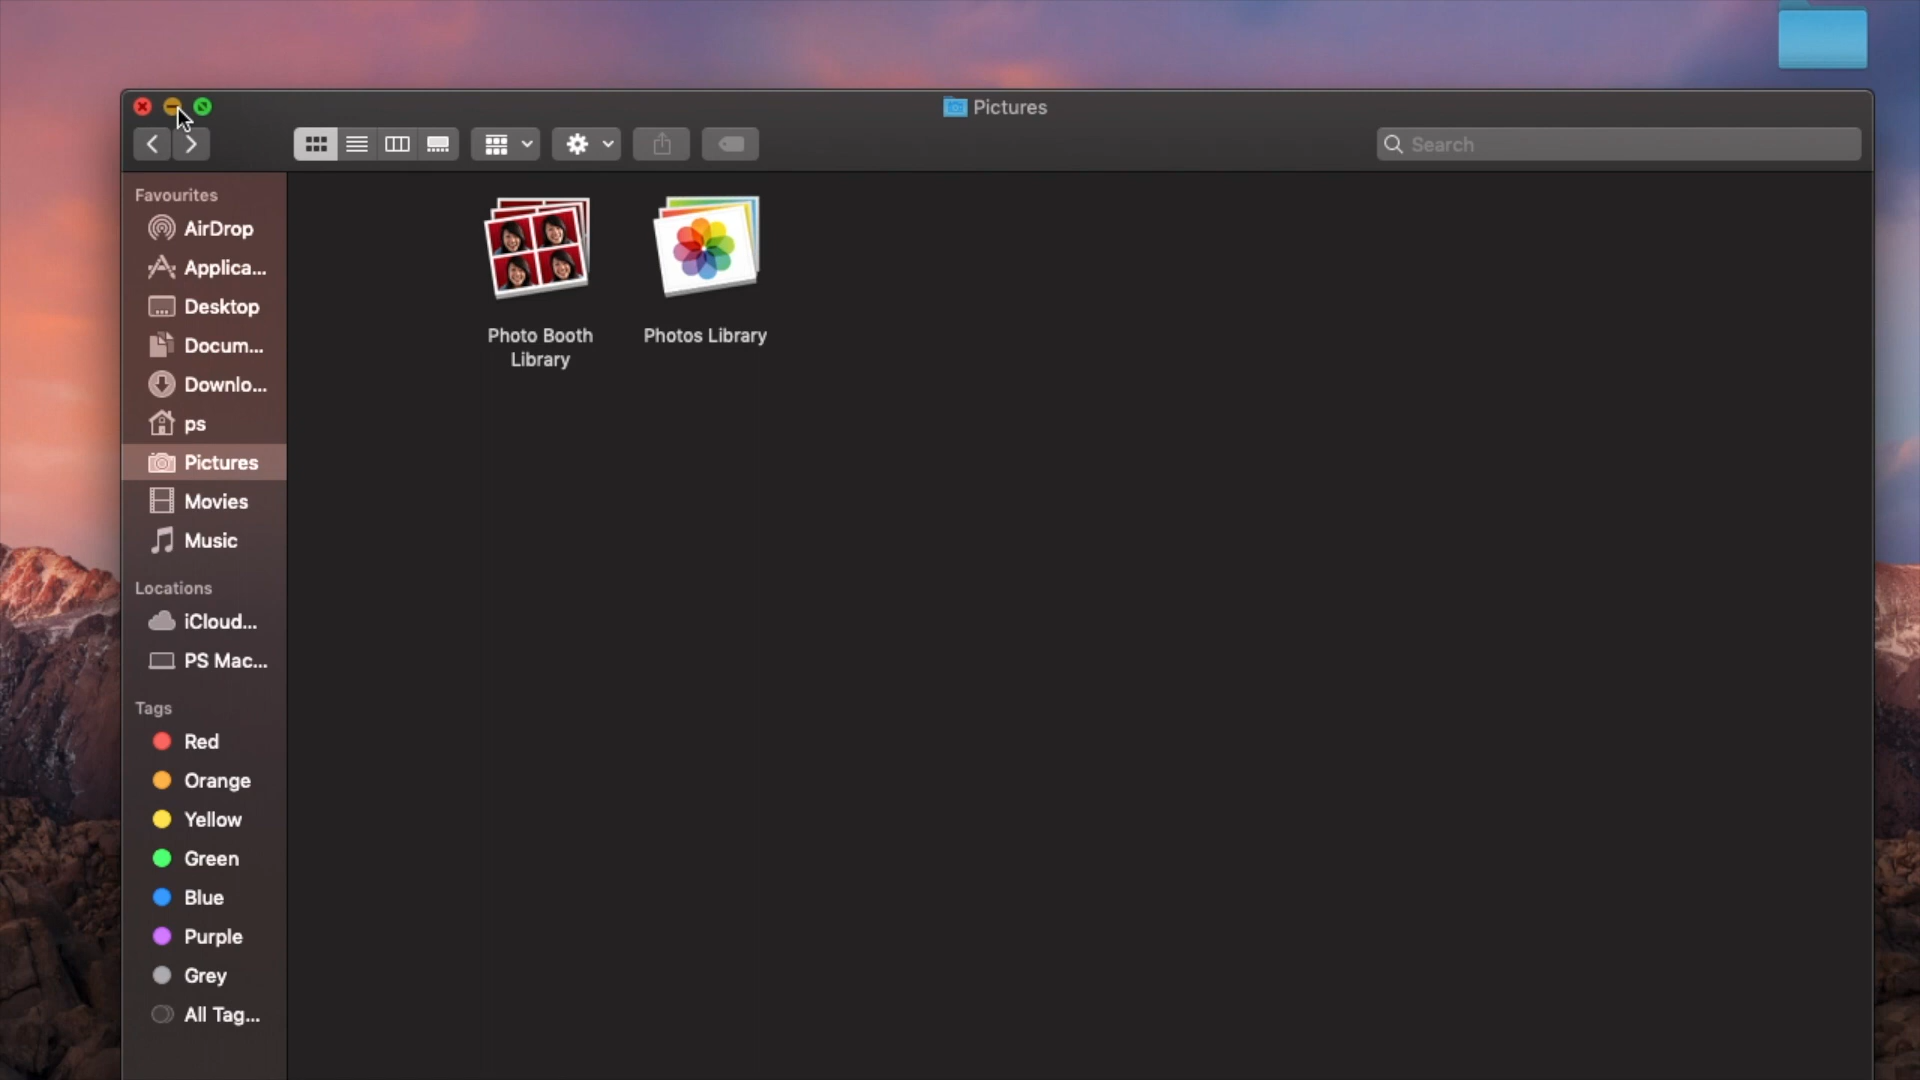 Pictures
Search
Favourites
AirDrop
Applica...
Desktop
Docum...
Downlo...
ps
Pictures
Movies
Music
Locations
iCloud...
PS Mac...
Tags
Red
Orange
Yellow
Green
Blue
Purple
Grey
All Tag...
Photo Booth
Library
Photos Library